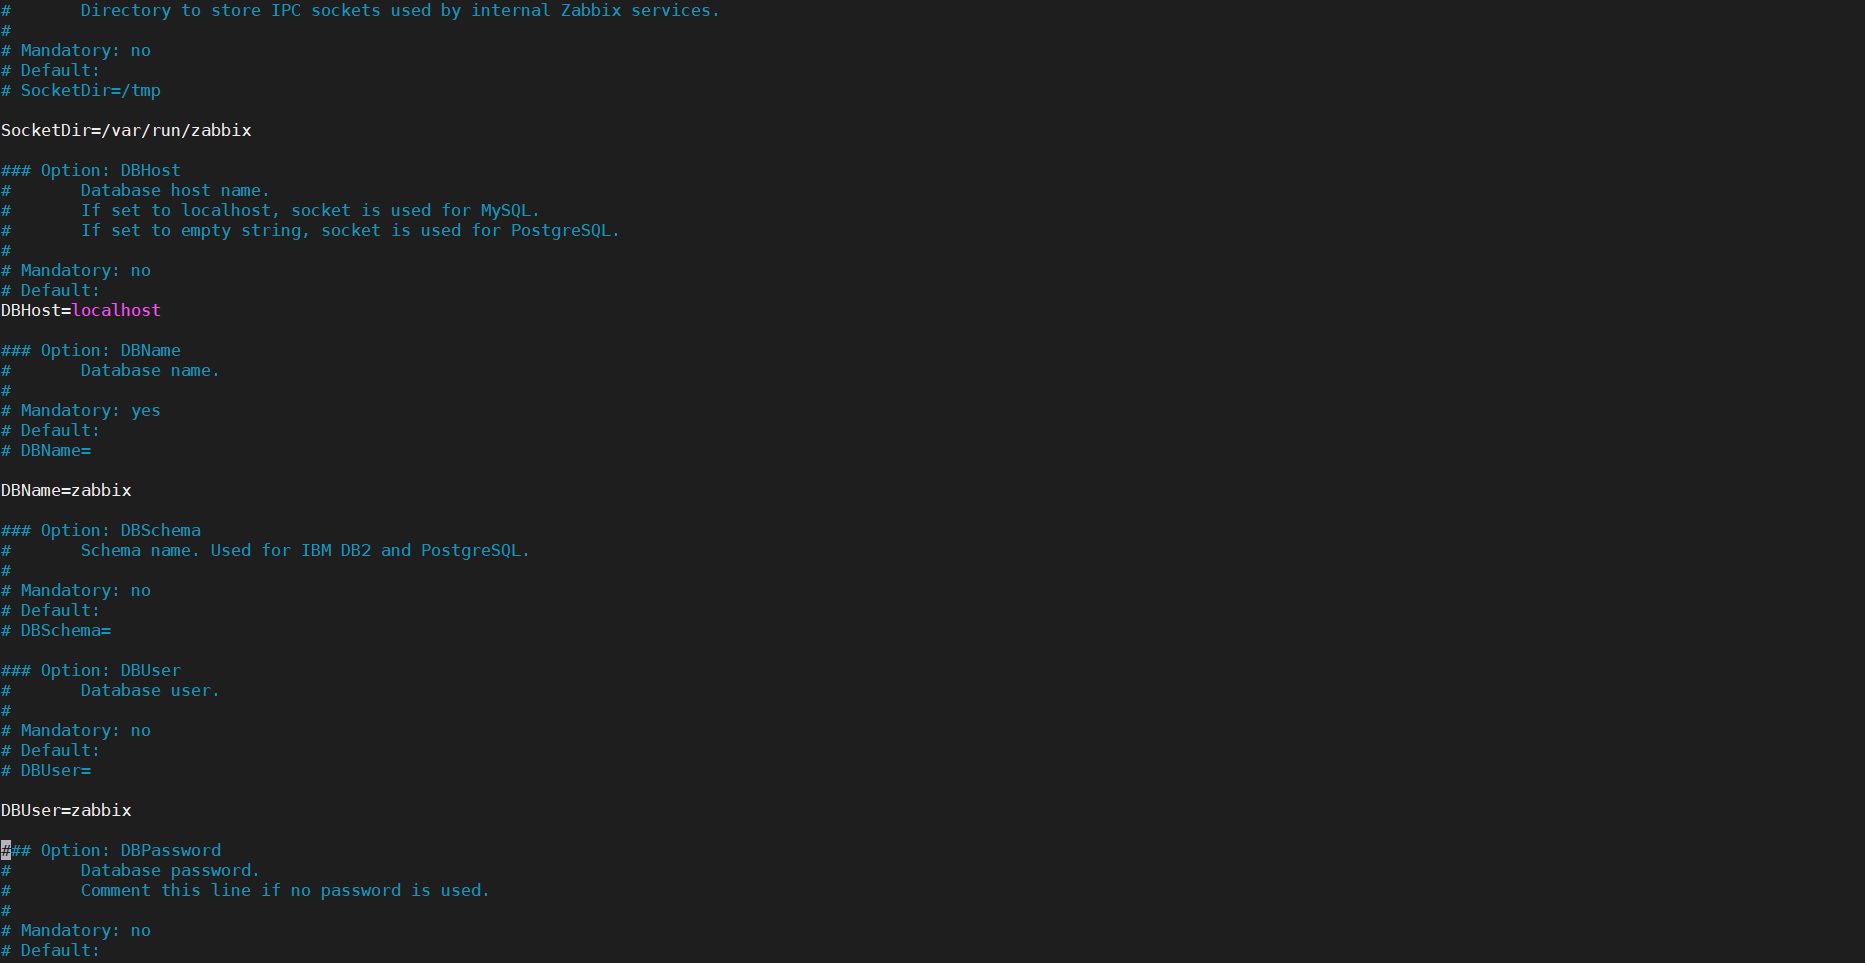 #       Directory to store IPC sockets used by internal Zabbix services.
#
# Mandatory: no
# Default:
# SocketDir=/tmp

SocketDir=/var/run/zabbix

### Option: DBHost
#       Database host name.
#       If set to localhost, socket is used for MySQL.
#       If set to empty string, socket is used for PostgreSQL.
#
# Mandatory: no
# Default:
DBHost=localhost

### Option: DBName
#       Database name.
#
# Mandatory: yes
# Default:
# DBName=

DBName=zabbix

### Option: DBSchema
#       Schema name. Used for IBM DB2 and PostgreSQL.
#
# Mandatory: no
# Default:
# DBSchema=

### Option: DBUser
#       Database user.
#
# Mandatory: no
# Default:
# DBUser=

DBUser=zabbix

### Option: DBPassword
#       Database password.
#       Comment this line if no password is used.
#
# Mandatory: no
# Default: